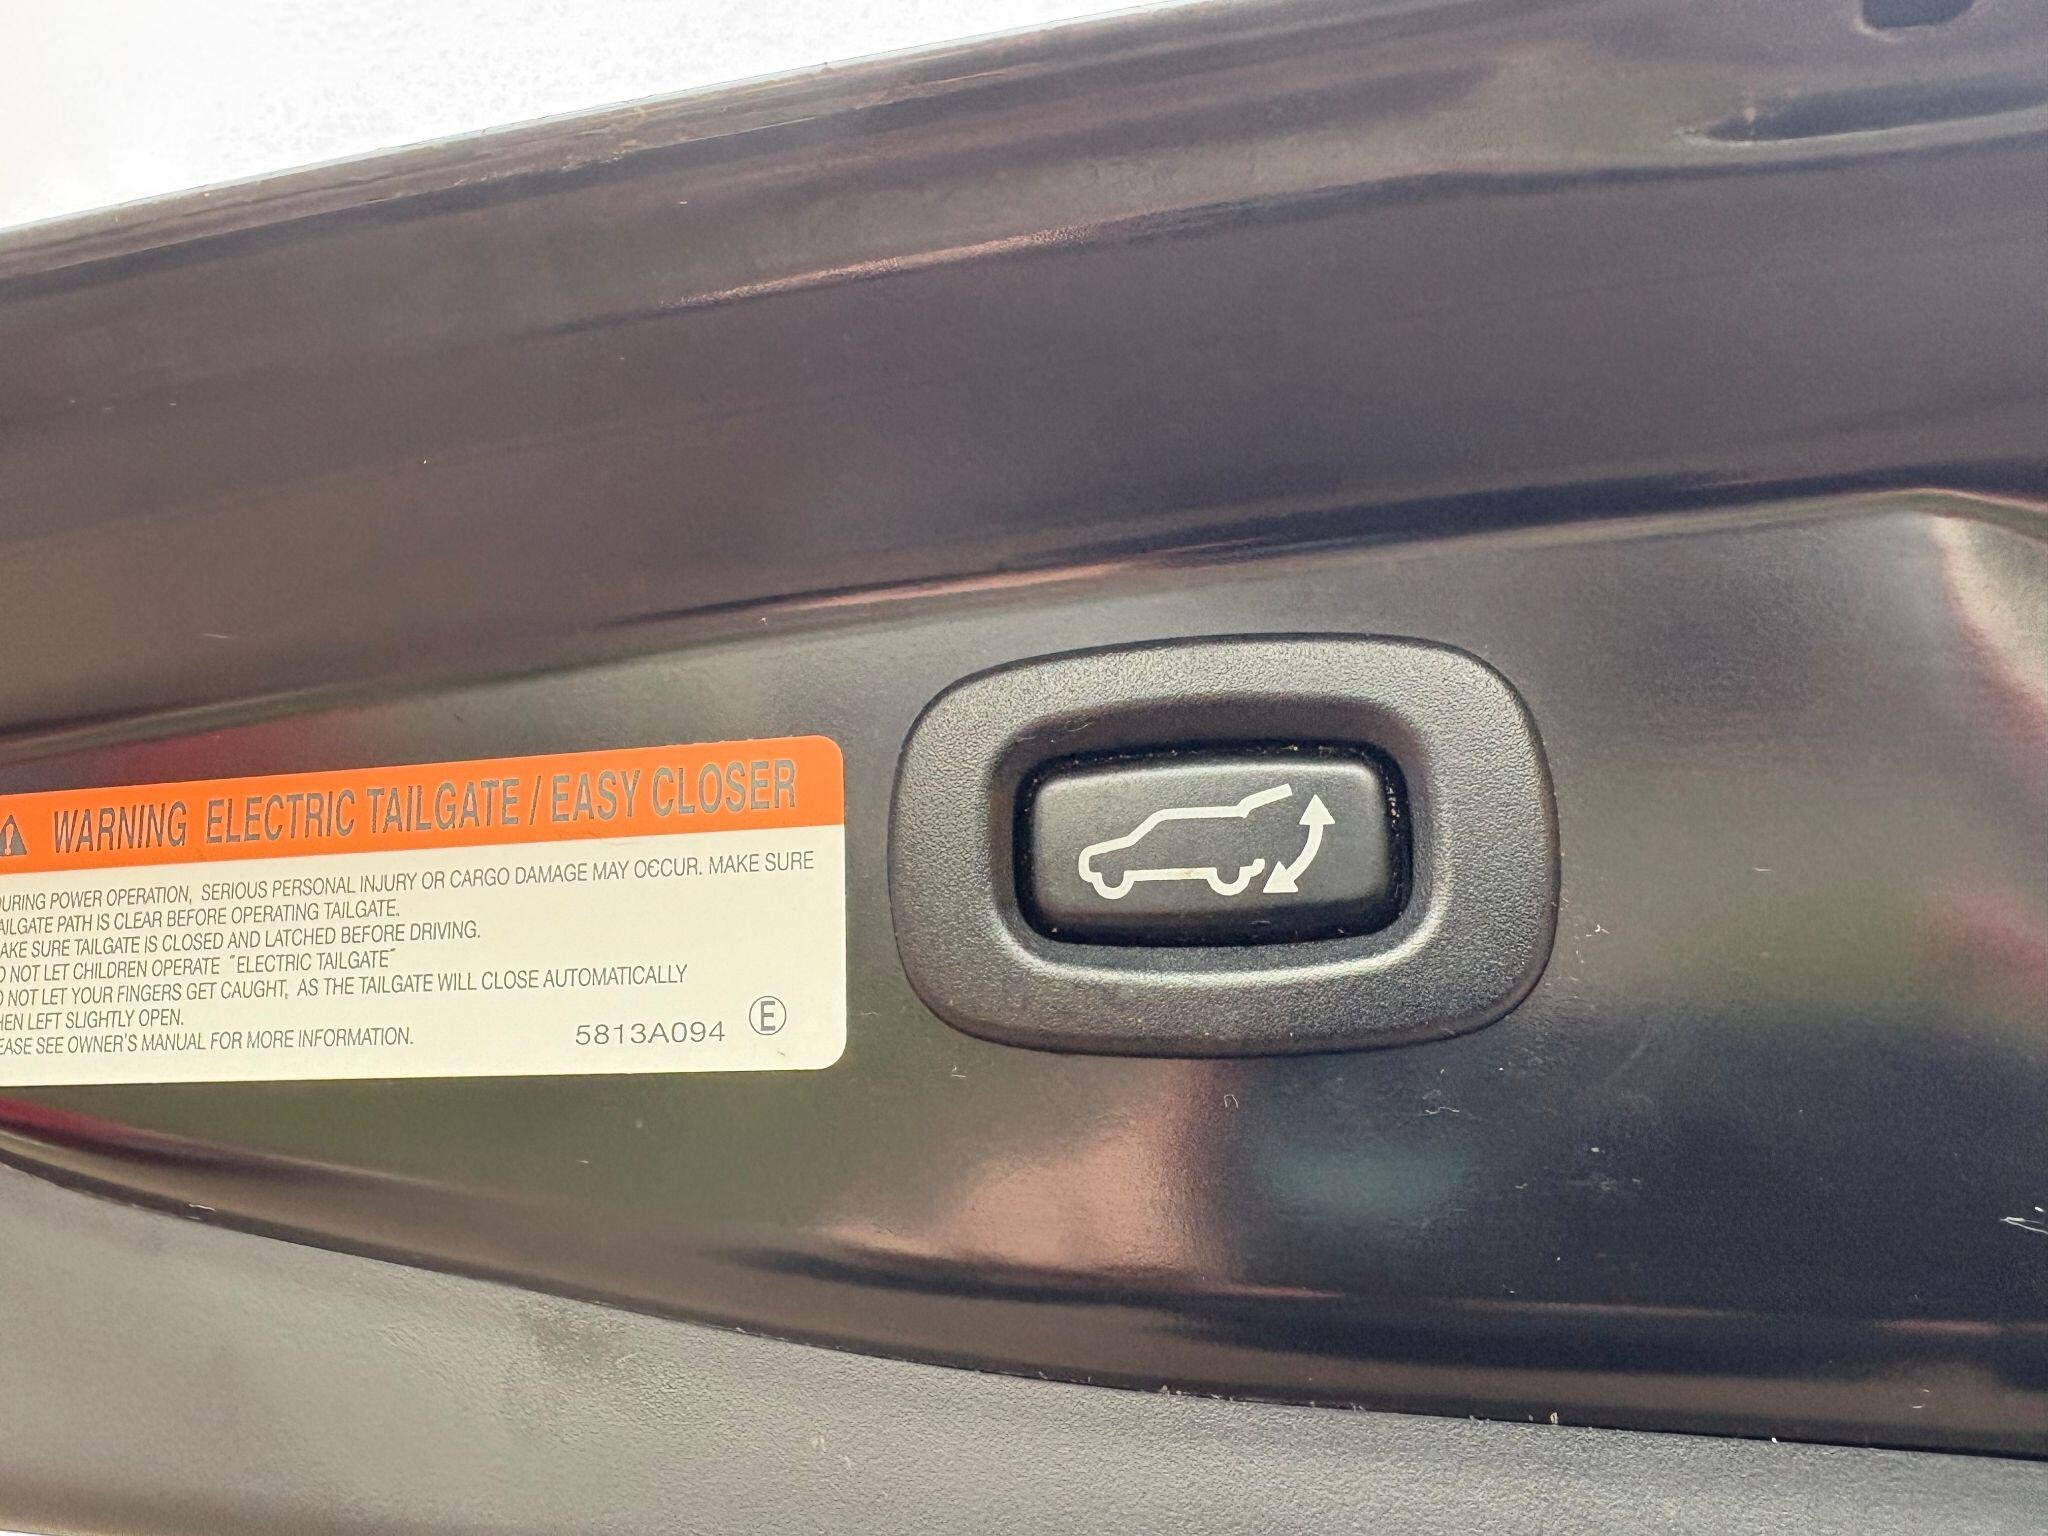 WARNING ELECTRIC TAILGATE / EASY CLOSER
URING POWER OPERATION, SERIOUS PERSONAL INJURY OR CARGO DAMAGE MAY OCCUR. MAKE SURE
AILGATE PATH IS CLEAR BEFORE OPERATING TAILGATE.
AKE SURE TAILGATE IS CLOSED AND LATCHED BEFORE DRIVING.
O NOT LET CHILDREN OPERATE "ELECTRIC TAILGATE"
O NOT LET YOUR FINGERS GET CAUGHT, AS THE TAILGATE WILL CLOSE AUTOMATICALLY
HEN LEFT SLIGHTLY OPEN.
EASE SEE OWNER'S MANUAL FOR MORE INFORMATION.
5813A094 E